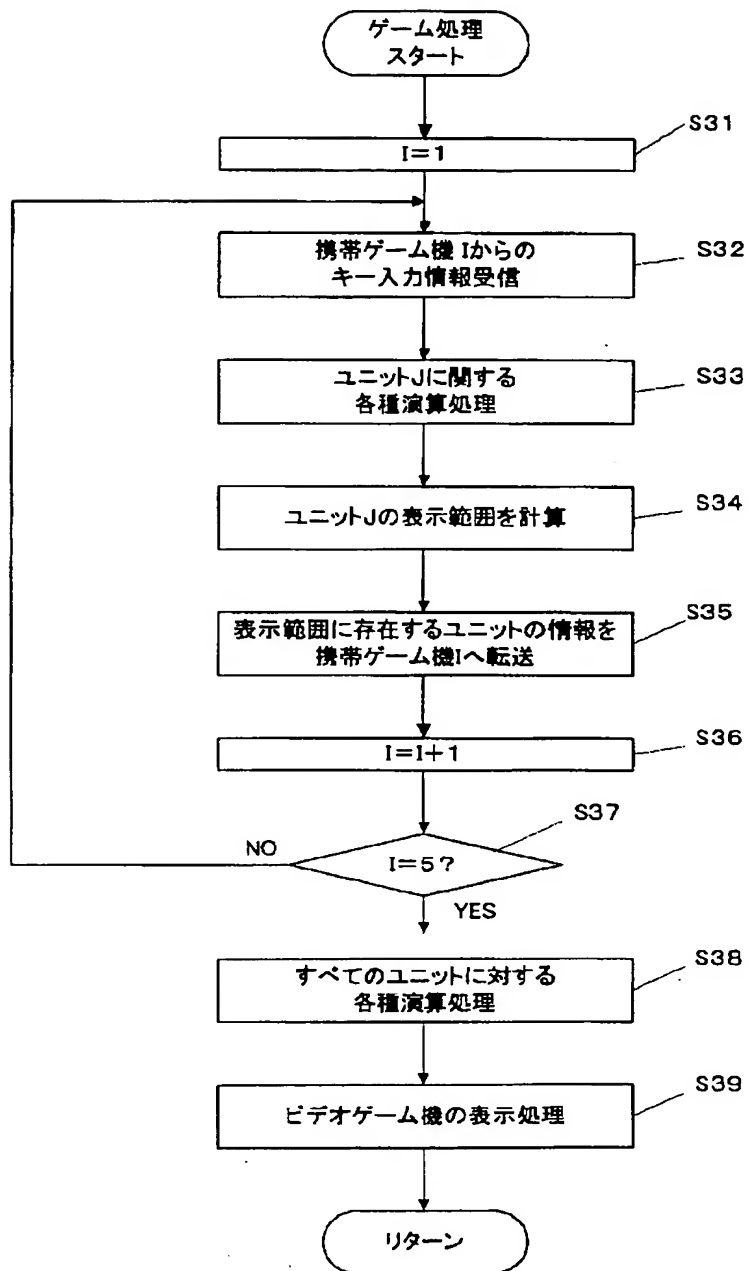 ゲーム処理
スタート
S31
I=1
S32
携帯ゲーム機 Iからの
キー入力情報受信
S33
ユニットJに関する
各種演算処理
S34
ユニットJの表示範囲を計算
S35
表示範囲に存在するユニットの情報を
携帯ゲーム機Iへ転送
S36
I=I+1
S37
NO
I=5?
YES
S38
すべてのユニットに対する
各種演算処理
S39
ビデオゲーム機の表示処理
リターン